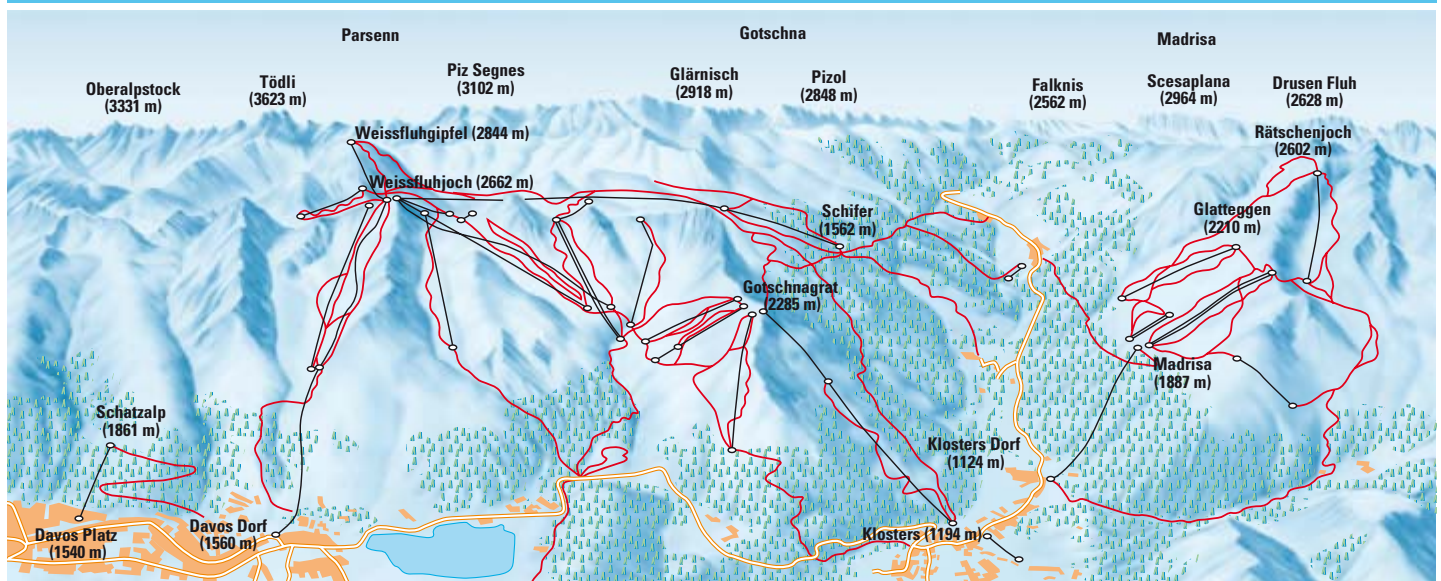 Parsenn
Gotschna
Madrisa
Oberalpstock
(3331 m)
Tödli
(3623 m)
Piz Segnes
(3102 m)
Glärnisch
(2918 m)
Pizol
(2848 m)
Falknis
(2562 m)
Scesaplana
(2964 m)
Drusen Fluh
(2628 m)
Weissfluhgipfel (2844 m)
Rätschenjoch
(2602 m)
Weissfluhjoch (2662 m)
Schifer
(1562 m)
Glatteggen
(2210 m)
Gotschnagrat
(2285 m)
Madrisa
(1887 m)
Schatzalp
(1861 m)
Klosters Dorf
(1124 m)
Davos Platz
(1540 m)
Davos Dorf
(1560 m)
Klosters (1194 m)